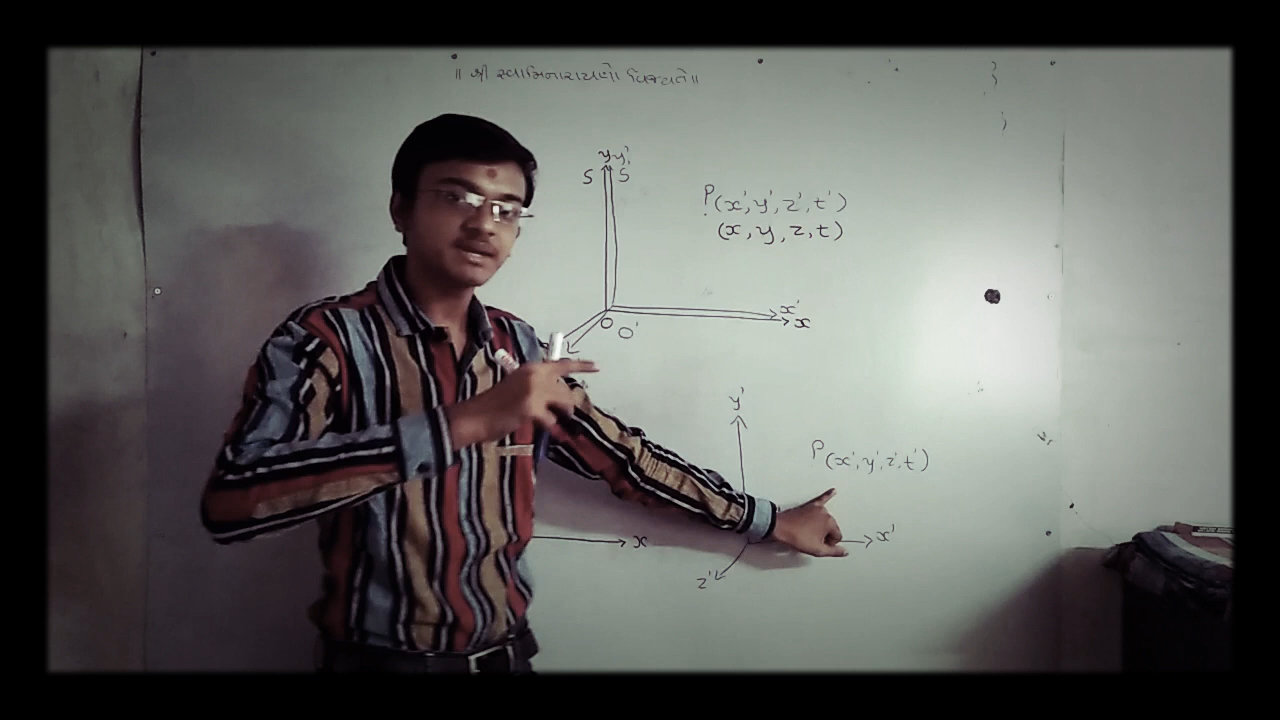 ॥ શ્રી સ્વામિનારાયણો વિજયતે ॥
y y'
S S'
P(x', y', z', t')
(x, y, z, t)
x'
x
O O'
y'
P(x', y', z', t')
x
x'
z'